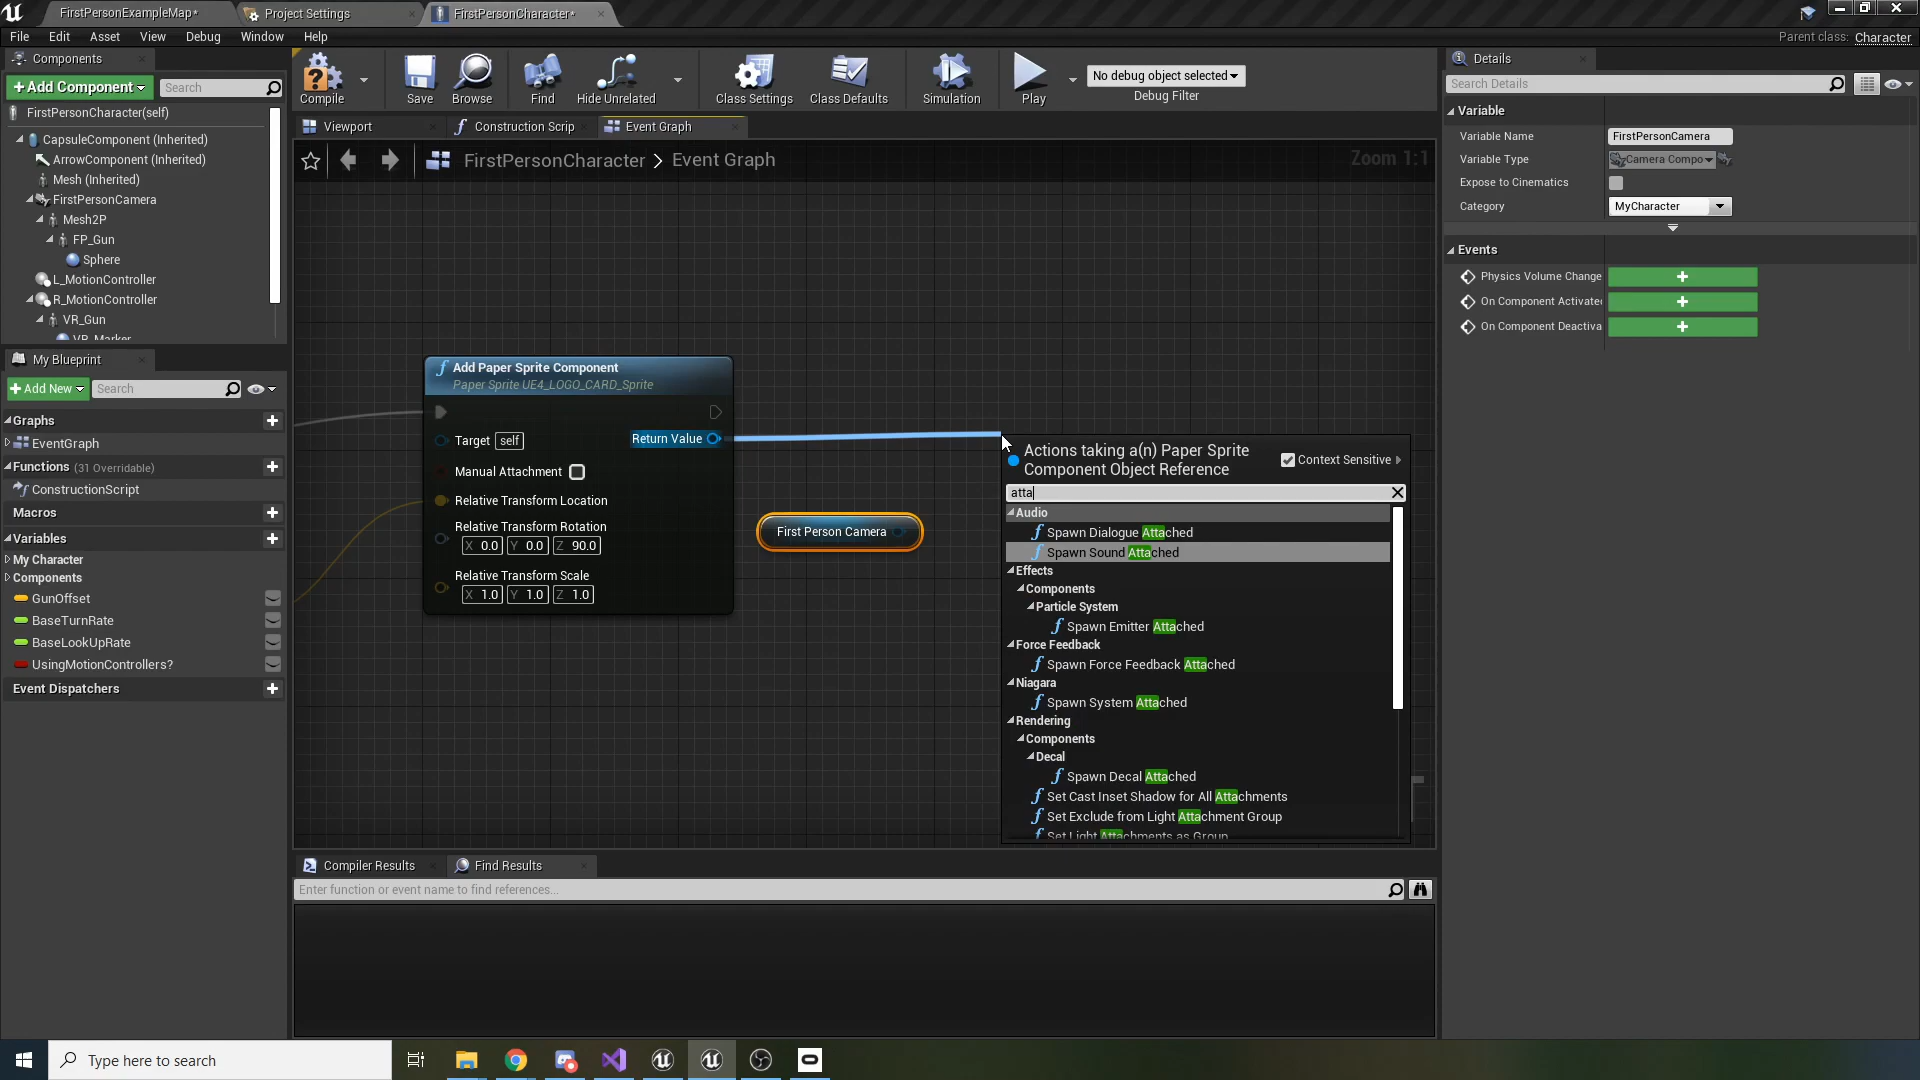 FirstPersonExampleMap*
Project Settings
FirstPersonCharacter*
File Edit Asset View Debug Window Help
Parent class: Character
Components
+Add Component
Search
FirstPersonCharacter(self)
CapsuleComponent (Inherited)
ArrowComponent (Inherited)
Mesh (Inherited)
FirstPersonCamera
Mesh2P
FP_Gun
Sphere
L_MotionController
R_MotionController
VR_Gun
VR_Marker
My Blueprint
+Add New
Search
Graphs
EventGraph
Functions (31 Overridable)
ConstructionScript
Macros
Variables
My Character
Components
GunOffset
BaseTurnRate
BaseLookUpRate
UsingMotionControllers?
Event Dispatchers
Compile
Save
Browse
Find
Hide Unrelated
Class Settings
Class Defaults
Simulation
Play
No debug object selected
Debug Filter
Viewport
Construction Scrip
Event Graph
FirstPersonCharacter > Event Graph
Zoom 1:1
Add Paper Sprite Component
Paper Sprite UE4_LOGO_CARD_Sprite
Target self
Return Value
Manual Attachment
Relative Transform Location
Relative Transform Rotation
X 0.0 Y 0.0 Z 90.0
Relative Transform Scale
X 1.0 Y 1.0 Z 1.0
First Person Camera
Actions taking a(n) Paper Sprite
Component Object Reference
Context Sensitive
atta
Audio
Spawn Dialogue Attached
Spawn Sound Attached
Effects
Components
Particle System
Spawn Emitter Attached
Force Feedback
Spawn Force Feedback Attached
Niagara
Spawn System Attached
Rendering
Components
Decal
Spawn Decal Attached
Set Cast Inset Shadow for All Attachments
Set Exclude from Light Attachment Group
Set Light Attachments as Group
Compiler Results
Find Results
Enter function or event name to find references...
Details
Search Details
Variable
Variable Name FirstPersonCamera
Variable Type Camera Compo
Expose to Cinematics
Category MyCharacter
Events
Physics Volume Change
On Component Activated
On Component Deactiva
Type here to search